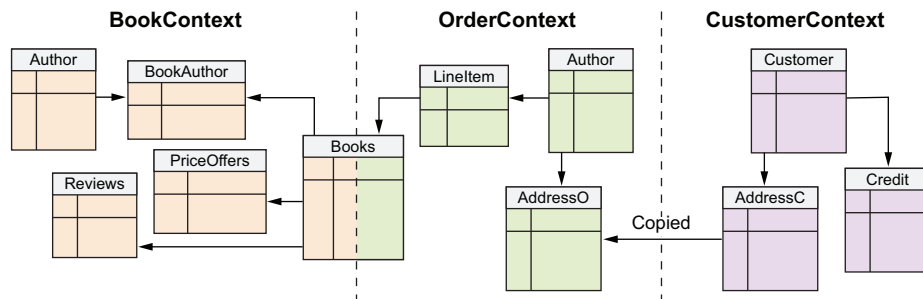 BookContext
OrderContext
CustomerContext
Author
BookAuthor
LineItem
Author
Customer
Books
PriceOffers
Reviews
AddressO
AddressC
Credit
Copied